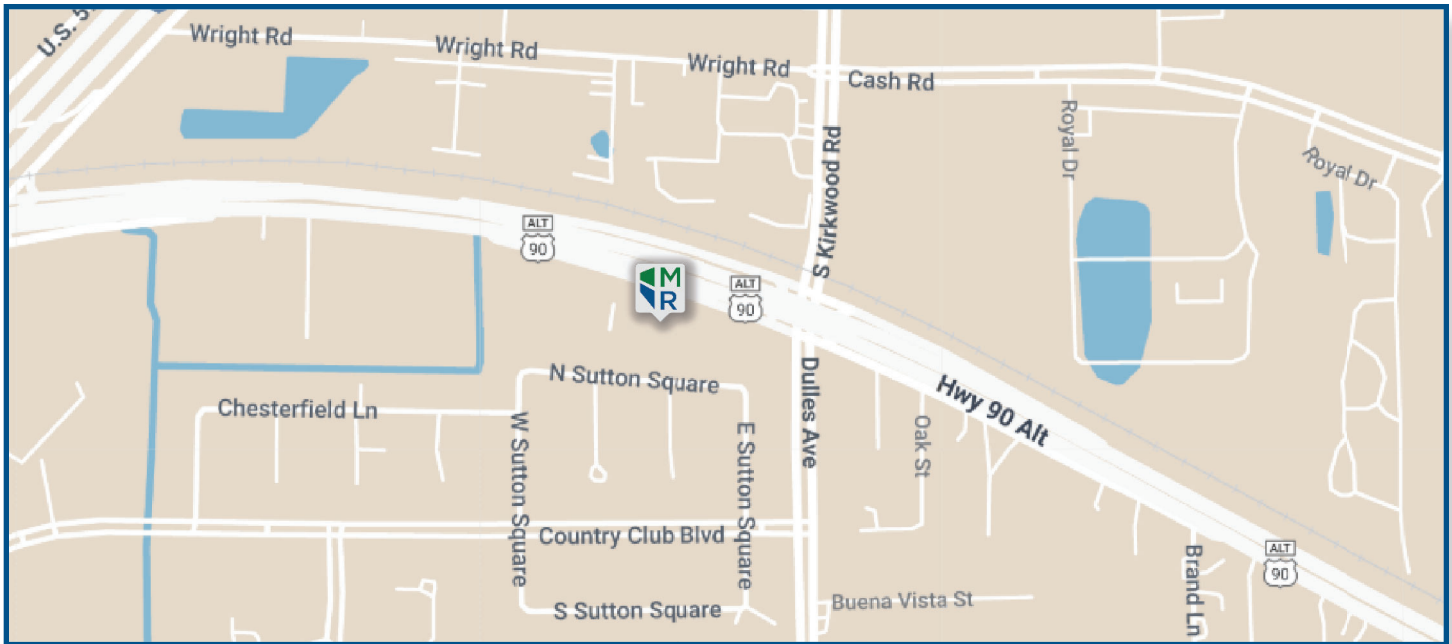 U.S. 5
Wright Rd
Wright Rd
Wright Rd
Cash Rd
Royal Dr
Royal Dr
S Kirkwood Rd
ALT
90
M
R
ALT
90
N Sutton Square
Dulles Ave
Hwy 90 Alt
Chesterfield Ln
W Sutton Square
E Sutton Square
Oak St
Country Club Blvd
ALT
90
Brand Ln
S Sutton Square
Buena Vista St